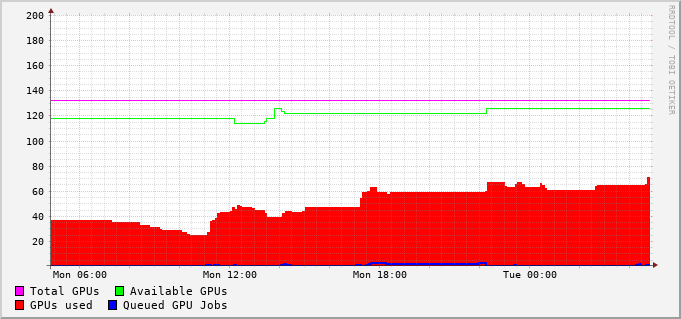 RRDTOOL / TOBI OETIKER
200
180
160
140
120
100
80
60
40
20
Mon 06:00 Mon 12:00 Mon 18:00 Tue 00:00
Total GPUs Available GPUs
GPUs used Queued GPU Jobs